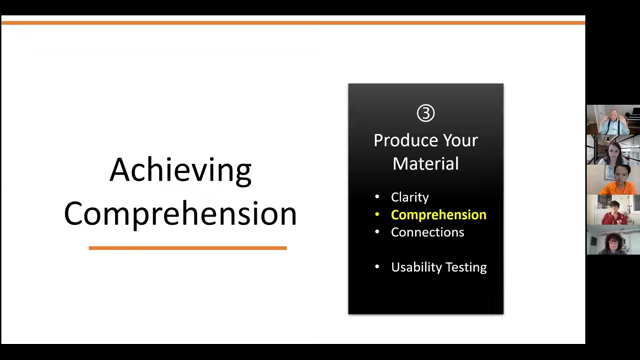 Achieving
Comprehension
③
Produce Your
Material
• Clarity
• Comprehension
• Connections
• Usability Testing